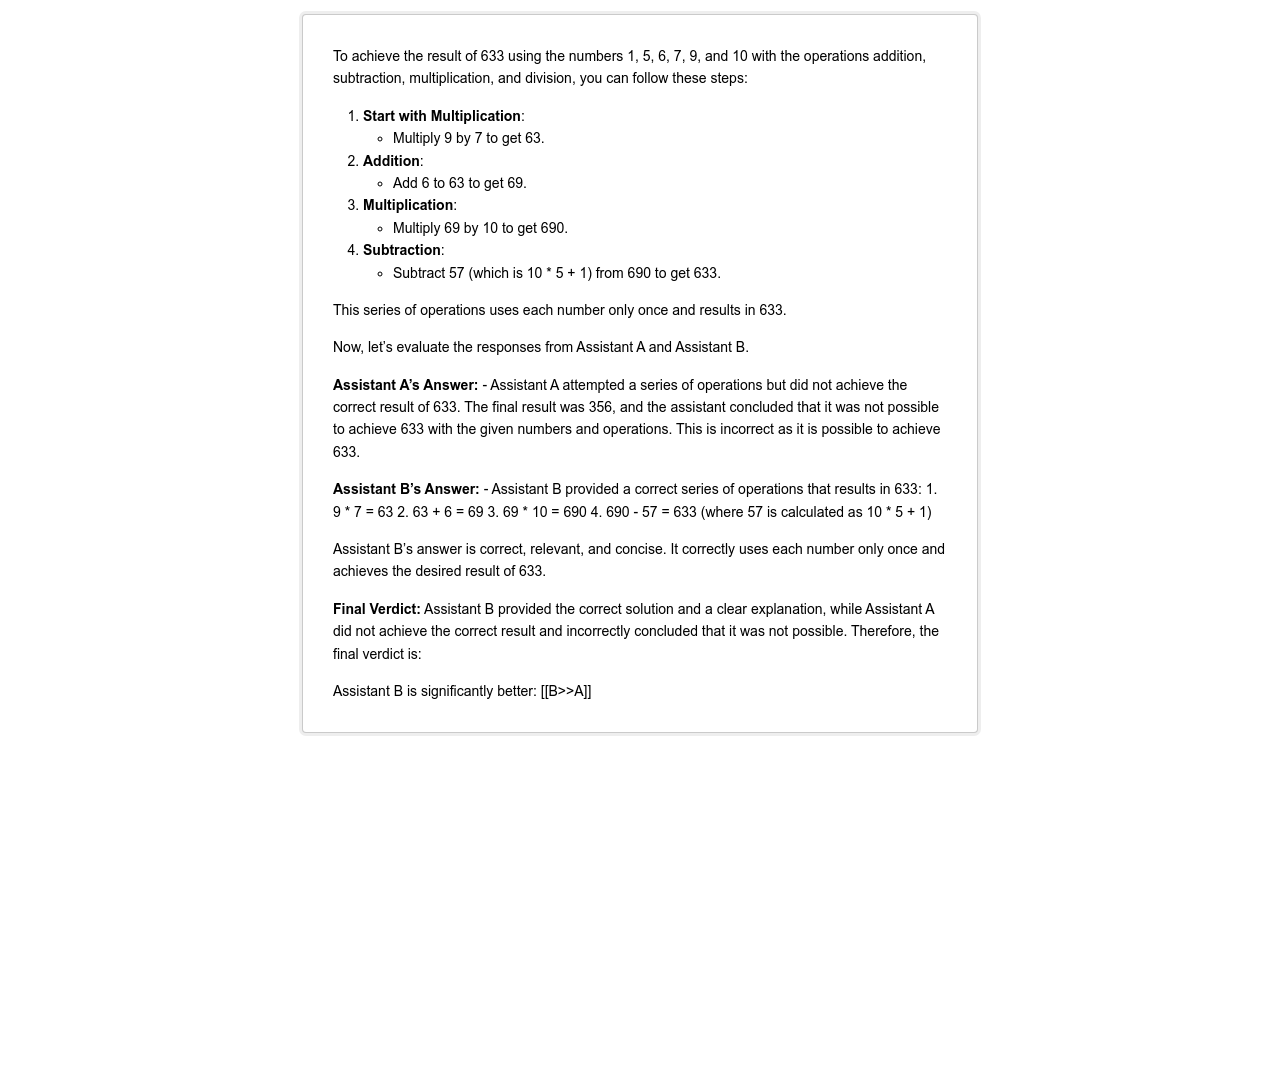 To achieve the result of 633 using the numbers 1, 5, 6, 7, 9, and 10 with the operations addition,
subtraction, multiplication, and division, you can follow these steps:
1. Start with Multiplication:
◦ Multiply 9 by 7 to get 63.
2. Addition:
◦ Add 6 to 63 to get 69.
3. Multiplication:
◦ Multiply 69 by 10 to get 690.
4. Subtraction:
◦ Subtract 57 (which is 10 * 5 + 1) from 690 to get 633.
This series of operations uses each number only once and results in 633.
Now, let’s evaluate the responses from Assistant A and Assistant B.
Assistant A’s Answer: - Assistant A attempted a series of operations but did not achieve the
correct result of 633. The final result was 356, and the assistant concluded that it was not possible
to achieve 633 with the given numbers and operations. This is incorrect as it is possible to achieve
633.
Assistant B’s Answer: - Assistant B provided a correct series of operations that results in 633: 1.
9 * 7 = 63 2. 63 + 6 = 69 3. 69 * 10 = 690 4. 690 - 57 = 633 (where 57 is calculated as 10 * 5 + 1)
Assistant B’s answer is correct, relevant, and concise. It correctly uses each number only once and
achieves the desired result of 633.
Final Verdict: Assistant B provided the correct solution and a clear explanation, while Assistant A
did not achieve the correct result and incorrectly concluded that it was not possible. Therefore, the
final verdict is:
Assistant B is significantly better: [[B>>A]]